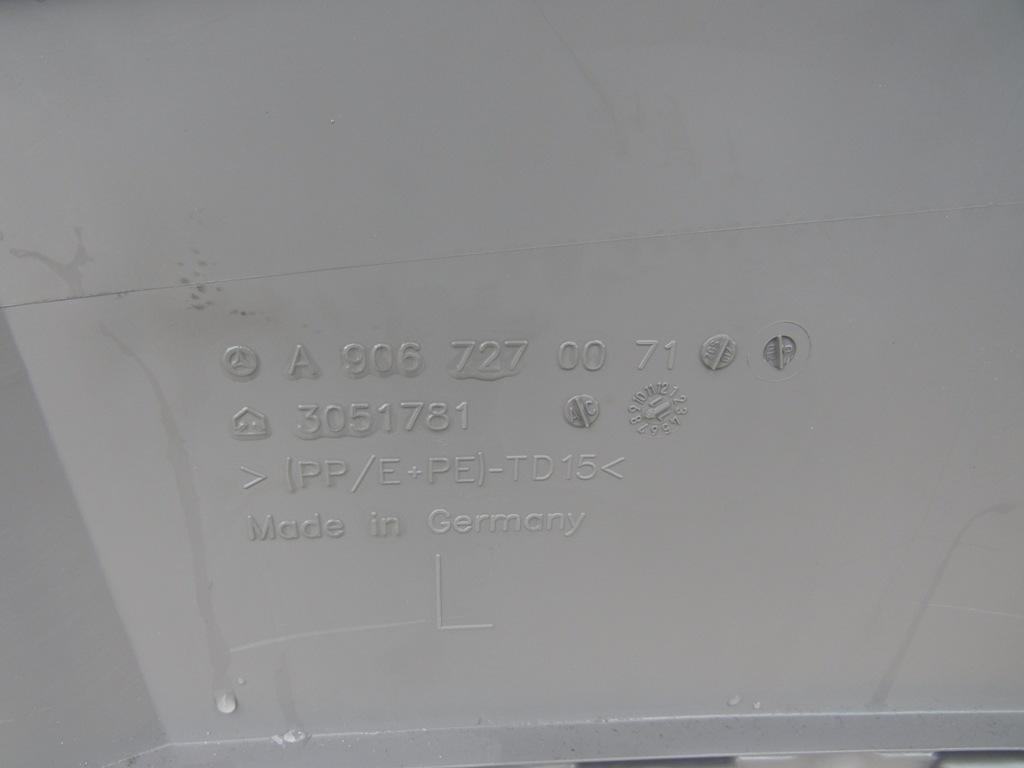 A 906 727 00 71
3051781
>(PP/E+PE)-TD15<
Made in Germany
L